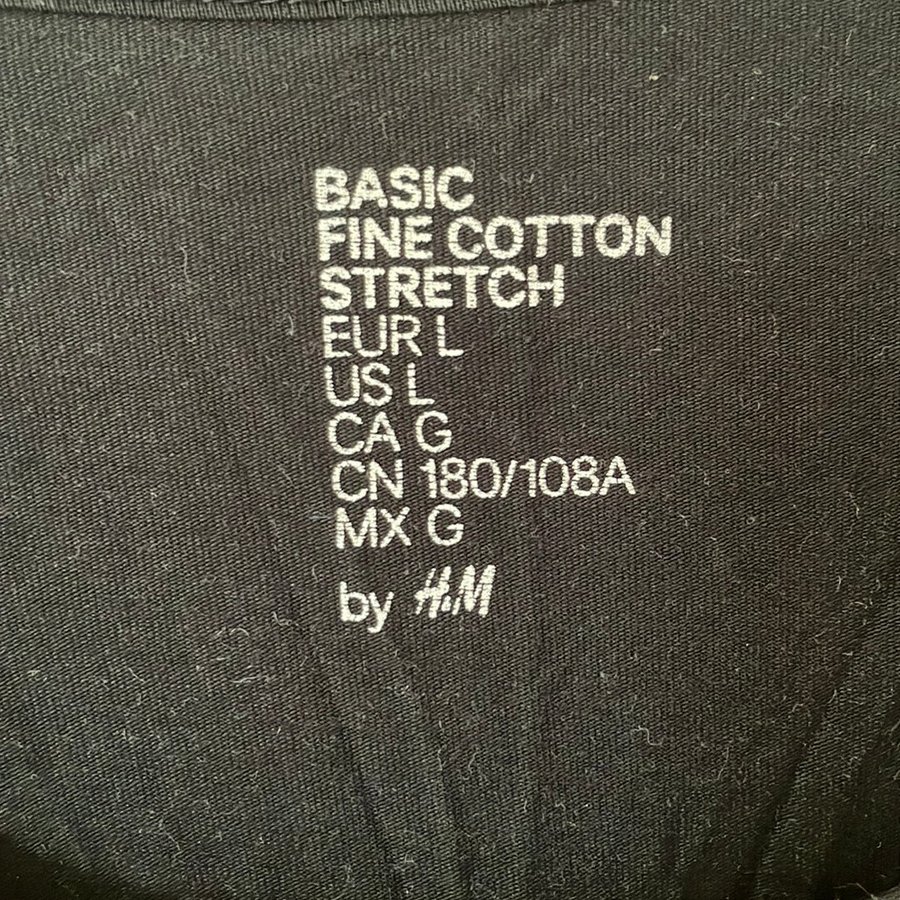 BASIC
FINE COTTON
STRETCH
EUR L
US L
CA G
CN 180/108A
MX G
by H&M